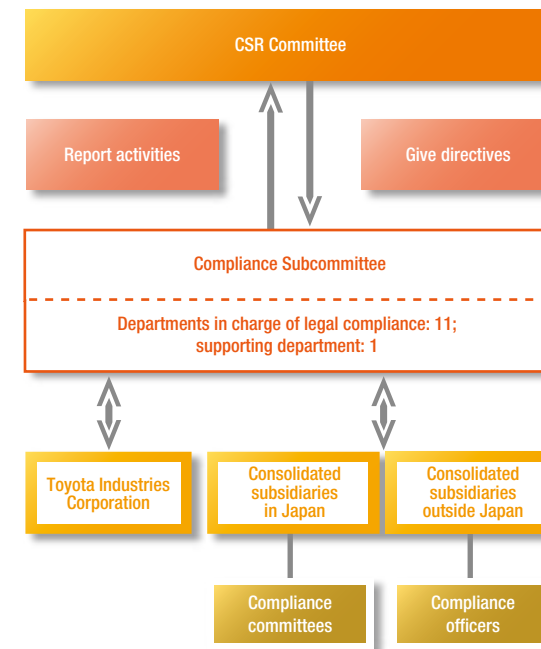 CSR Committee
Report activities
Give directives
Compliance Subcommittee
Departments in charge of legal compliance: 11;
supporting department: 1
Toyota Industries
Corporation
Consolidated
subsidiaries
in Japan
Consolidated
subsidiaries
outside Japan
Compliance
committees
Compliance
officers